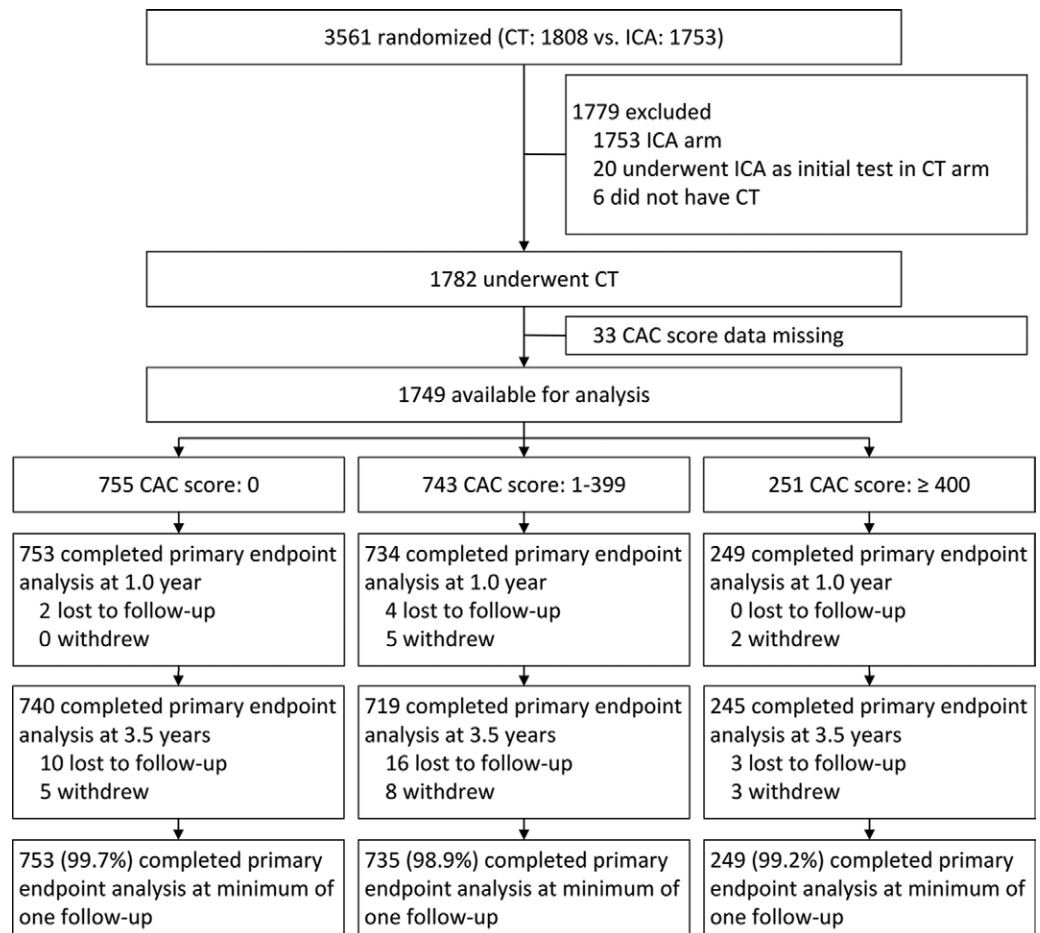 3561 randomized (CT: 1808 vs. ICA: 1753)
1779 excluded
1753 ICA arm
20 underwent ICA as initial test in CT arm
6 did not have CT
1782 underwent CT
33 CAC score data missing
1749 available for analysis
755 CAC score: 0
743 CAC score: 1-399
251 CAC score: ≥ 400
753 completed primary endpoint
analysis at 1.0 year
2 lost to follow-up
0 withdrew
734 completed primary endpoint
analysis at 1.0 year
4 lost to follow-up
5 withdrew
249 completed primary endpoint
analysis at 1.0 year
0 lost to follow-up
2 withdrew
740 completed primary endpoint
analysis at 3.5 years
10 lost to follow-up
5 withdrew
719 completed primary endpoint
analysis at 3.5 years
16 lost to follow-up
8 withdrew
245 completed primary endpoint
analysis at 3.5 years
3 lost to follow-up
3 withdrew
753 (99.7%) completed primary
endpoint analysis at minimum of
one follow-up
735 (98.9%) completed primary
endpoint analysis at minimum of
one follow-up
249 (99.2%) completed primary
endpoint analysis at minimum of
one follow-up